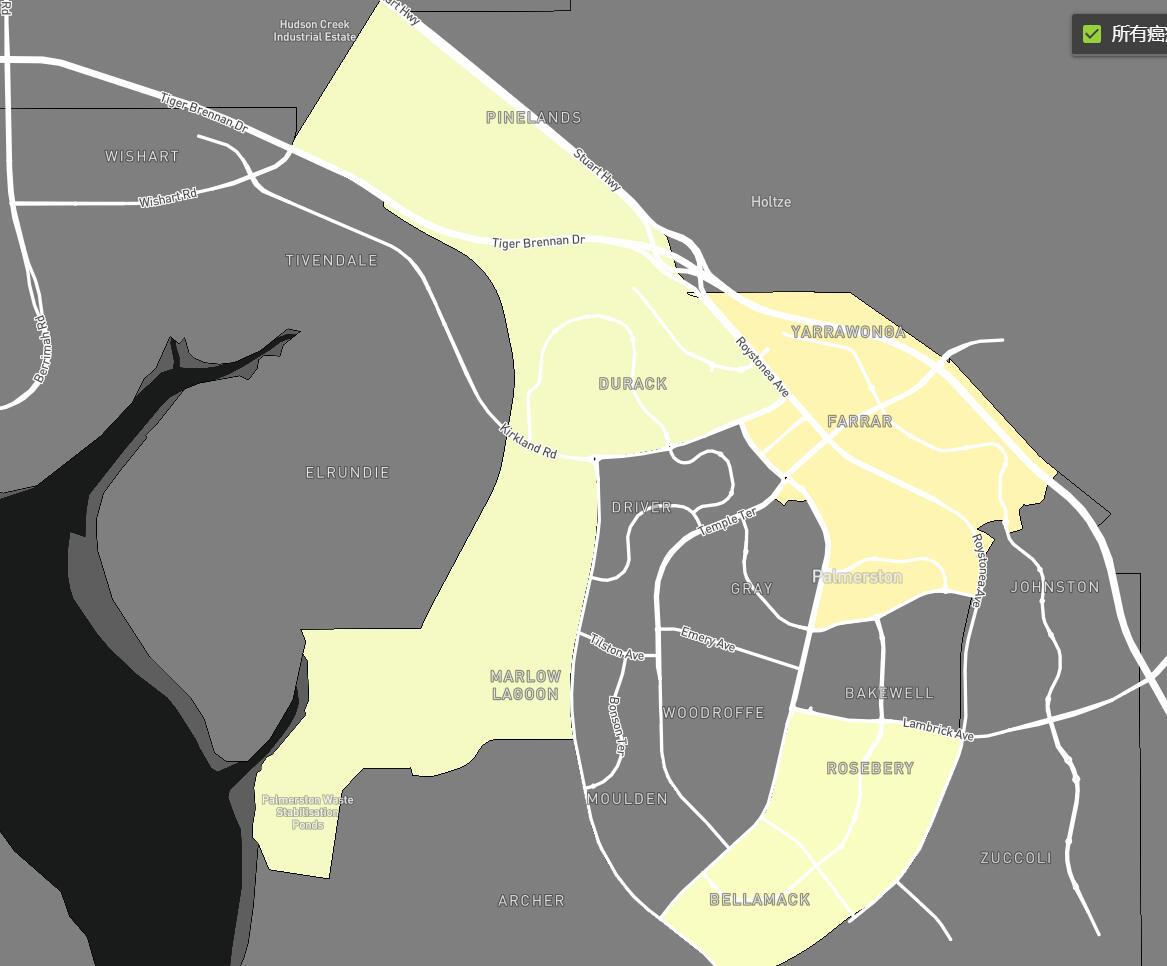 Rd
art Hwy
Hudson Creek
Industrial Estate
所有癌
Tiger Brennan Dr
PINELANDS
WISHART
Stuart Hwy
Wishart Rd
Holtze
Tiger Brennan Dr
TIVENDALE
Berrimah Rd
YARRAWONGA
Roystonea Ave
DURACK
FARRAR
Kirkland Rd
ELRUNDIE
DRIVER
Temple Ter
Roystonea Ave
Palmerston
GRAY
JOHNSTON
Tilston Ave
Emery Ave
MARLOW
LAGOON
BAKEWELL
Bonson Ter
WOODROFFE
Lambrick Ave
ROSEBERY
Palmerston Waste
Stabilisation
Ponds
MOULDEN
ZUCCOLI
ARCHER
BELLAMACK